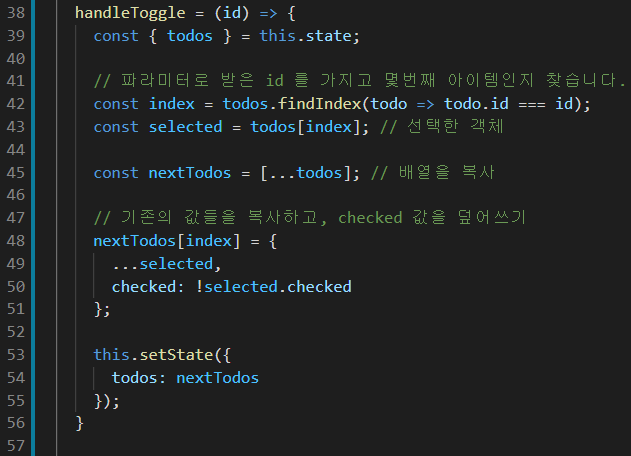 38 handleToggle = (id) => {
39 const { todos } = this.state;
40
41 // 파라미터로 받은 id 를 가지고 몇번째 아이템인지 찾습니다.
42 const index = todos.findIndex(todo => todo.id === id);
43 const selected = todos[index]; // 선택한 객체
44
45 const nextTodos = [...todos]; // 배열을 복사
46
47 // 기존의 값들을 복사하고, checked 값을 덮어쓰기
48 nextTodos[index] = {
49 ...selected,
50 checked: !selected.checked
51 };
52
53 this.setState({
54 todos: nextTodos
55 });
56 }
57